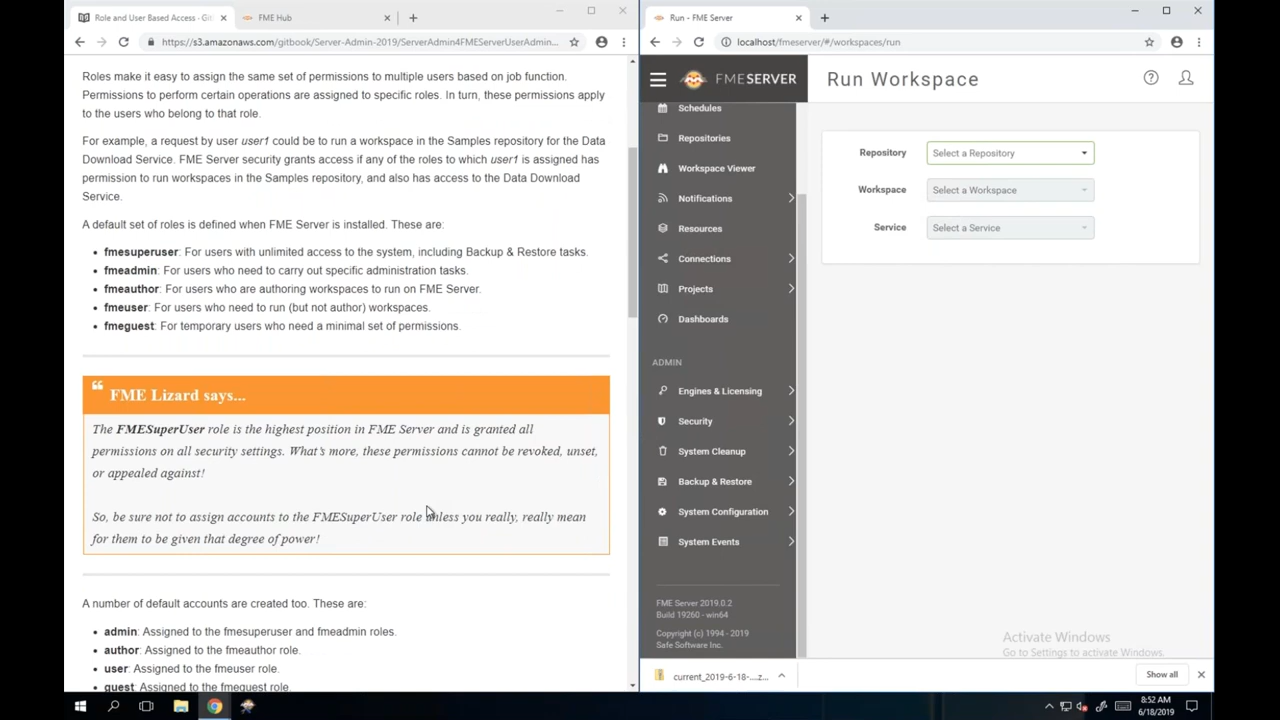 Role and User Based Access - Git
FME Hub
https://s3.amazonaws.com/gitbook/Server-Admin-2019/ServerAdmin4FMEServerUserAdmin...
Roles make it easy to assign the same set of permissions to multiple users based on job function.
Permissions to perform certain operations are assigned to specific roles. In turn, these permissions apply
to the users who belong to that role.
For example, a request by user user1 could be to run a workspace in the Samples repository for the Data
Download Service. FME Server security grants access if any of the roles to which user1 is assigned has
permission to run workspaces in the Samples repository, and also has access to the Data Download
Service.
A default set of roles is defined when FME Server is installed. These are:
• fmesuperuser: For users with unlimited access to the system, including Backup & Restore tasks.
• fmeadmin: For users who need to carry out specific administration tasks.
• fmeauthor: For users who are authoring workspaces to run on FME Server.
• fmeuser: For users who need to run (but not author) workspaces.
• fmeguest: For temporary users who need a minimal set of permissions.
FME Lizard says...
The FMESuperUser role is the highest position in FME Server and is granted all
permissions on all security settings. What's more, these permissions cannot be revoked, unset,
or appealed against!
So, be sure not to assign accounts to the FMESuperUser role unless you really, really mean
for them to be given that degree of power!
A number of default accounts are created too. These are:
• admin: Assigned to the fmesuperuser and fmeadmin roles.
• author: Assigned to the fmeauthor role.
• user: Assigned to the fmeuser role.
• guest: Assigned to the fmeguest role.
Run - FME Server
localhost/fmeserver/#/workspaces/run
FMESERVER
Run Workspace
Schedules
Repositories
Workspace Viewer
Notifications
Resources
Connections
Projects
Dashboards
ADMIN
Engines & Licensing
Security
System Cleanup
Backup & Restore
System Configuration
System Events
FME Server 2019.0.2
Build 19260 - win64
Copyright (c) 1994 - 2019
Safe Software Inc.
Repository
Select a Repository
Workspace
Select a Workspace
Service
Select a Service
Activate Windows
Go to Settings to activate Windows.
current_2019-6-18-....z...
Show all
8:52 AM
6/18/2019